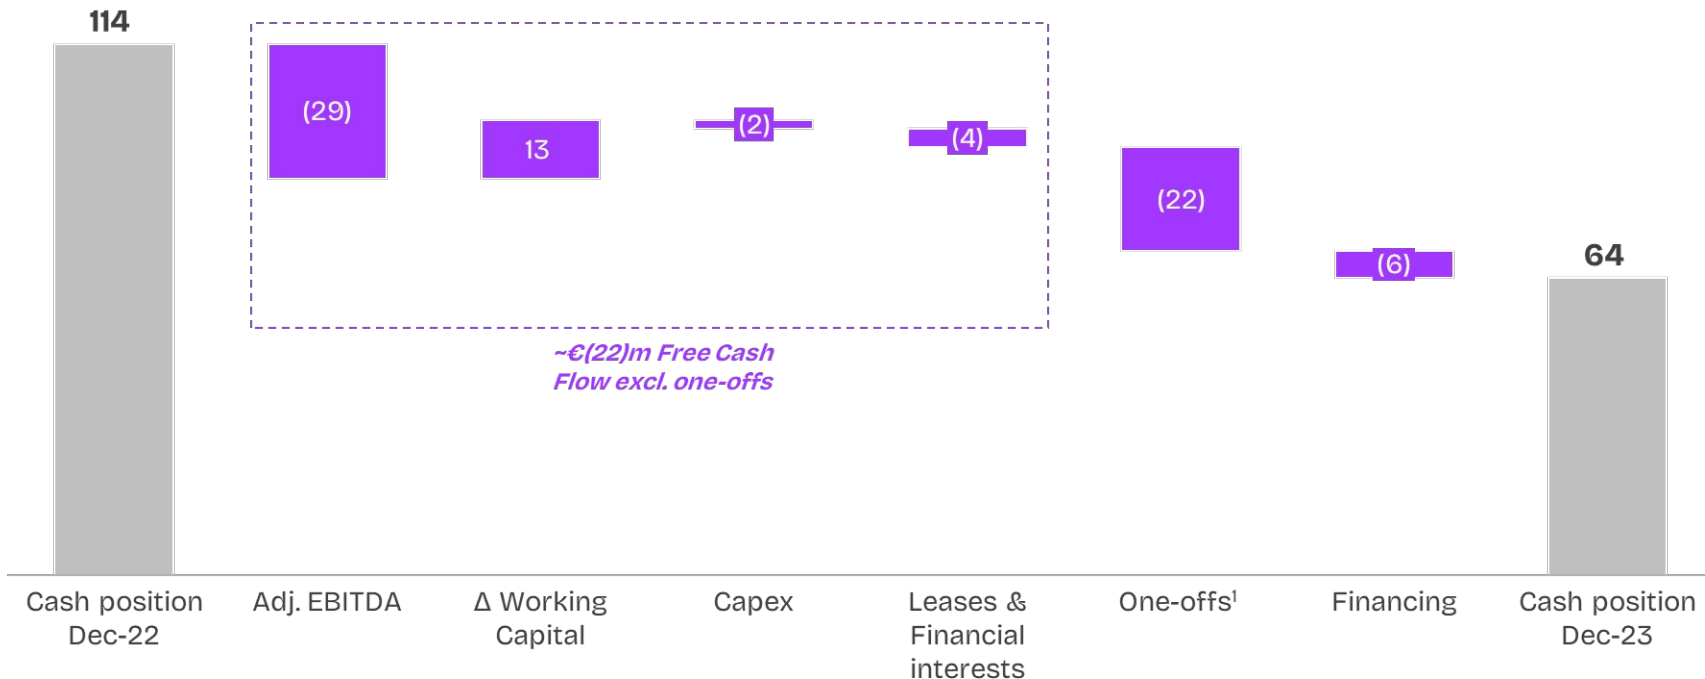 114
(29)
13
(2)
(4)
(22)
(6)
64
~€(22)m Free Cash
Flow excl. one-offs
Cash position
Dec-22
Adj. EBITDA
Δ Working
Capital
Capex
Leases &
Financial
interests
One-offs¹
Financing
Cash position
Dec-23